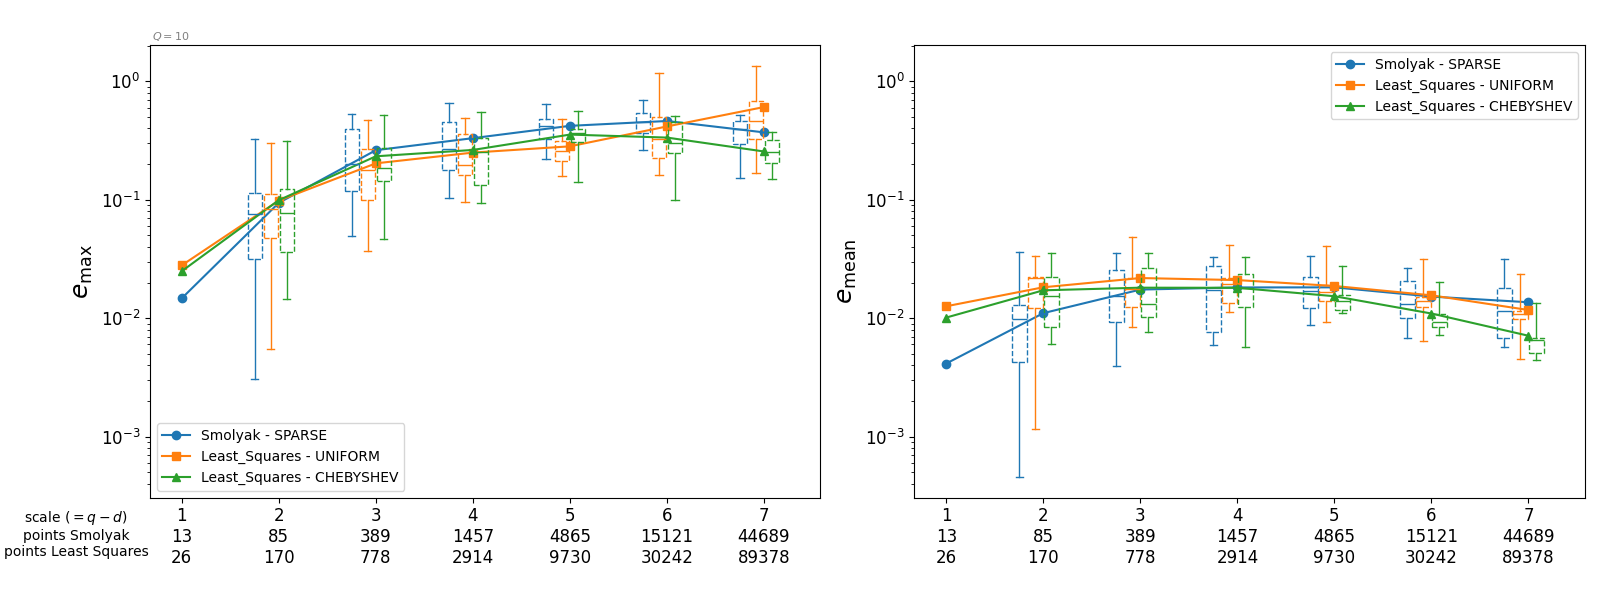 Q = 10
10⁰
10⁻¹
10⁻²
10⁻³
e_max
Smolyak - SPARSE
Least_Squares - UNIFORM
Least_Squares - CHEBYSHEV
scale (= q − d) 1 2 3 4 5 6 7
points Smolyak 13 85 389 1457 4865 15121 44689
points Least Squares 26 170 778 2914 9730 30242 89378
10⁰
10⁻¹
10⁻²
10⁻³
e_mean
Smolyak - SPARSE
Least_Squares - UNIFORM
Least_Squares - CHEBYSHEV
1 2 3 4 5 6 7
13 85 389 1457 4865 15121 44689
26 170 778 2914 9730 30242 89378